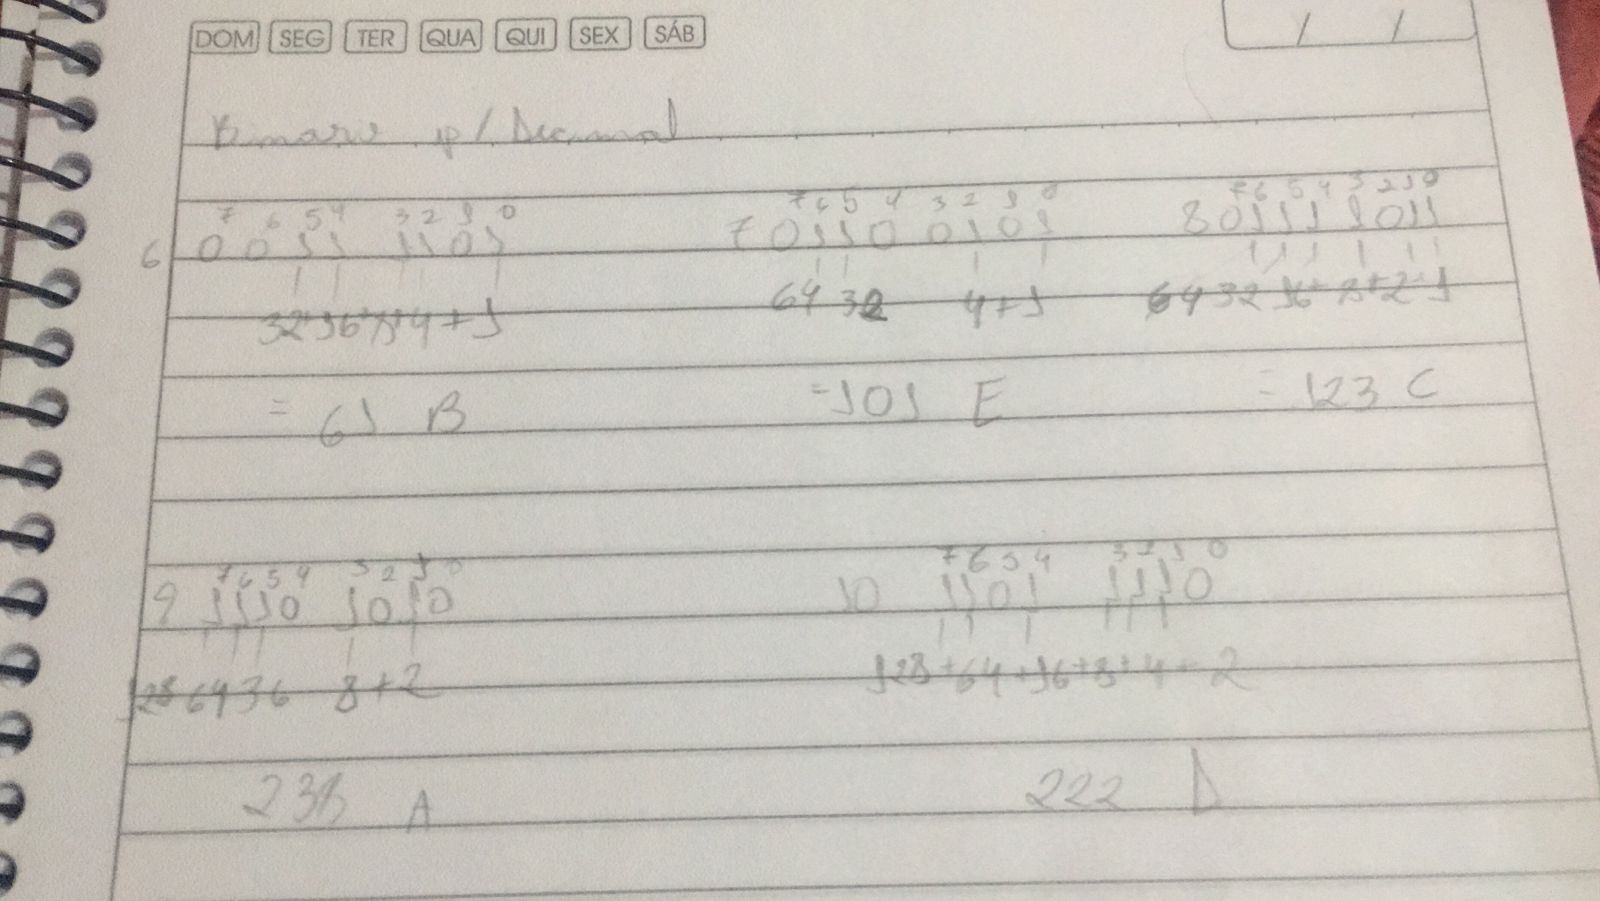 DOM SEG TER QUA QUI SEX SÁB / /
Binario p/ Decimal
7 6 5 4 3 2 1 0 7 6 5 4 3 2 1 0 7 6 5 4 3 2 1 0
6 0 0 1 1 1 1 0 1 7 0 1 1 0 0 1 0 1 8 0 1 1 1 1 0 1 1
32+16+8+4+1 64 32 4+1 64 32 16+8+2+1
= 61 B =101 E = 123 C
7 6 5 4 3 2 1 0 7 6 5 4 3 2 1 0
9 1 1 1 0 1 0 1 0 10 1 1 0 1 1 1 1 0
128 64 36 8+2 128+64+16+8+4+2
238 A 222 D